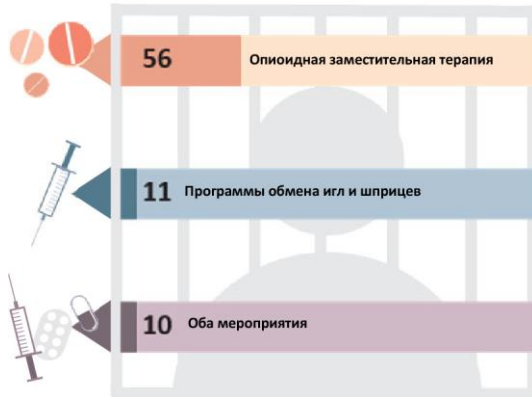 56 Опиоидная заместительная терапия
11 Программы обмена игл и шприцев
10 Оба мероприятия